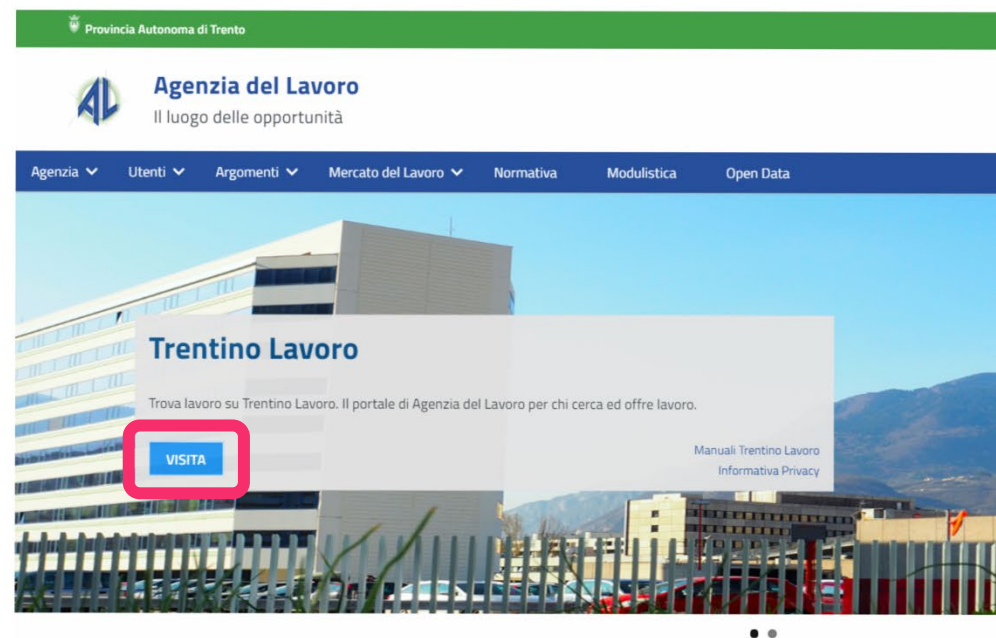 Provincia Autonoma di Trento
AL
Agenzia del Lavoro
Il luogo delle opportunità
Agenzia Utenti Argomenti Mercato del Lavoro Normativa Modulistica Open Data
Trentino Lavoro
Trova lavoro su Trentino Lavoro. Il portale di Agenzia del Lavoro per chi cerca ed offre lavoro.
VISITA
Manuali Trentino Lavoro
Informativa Privacy